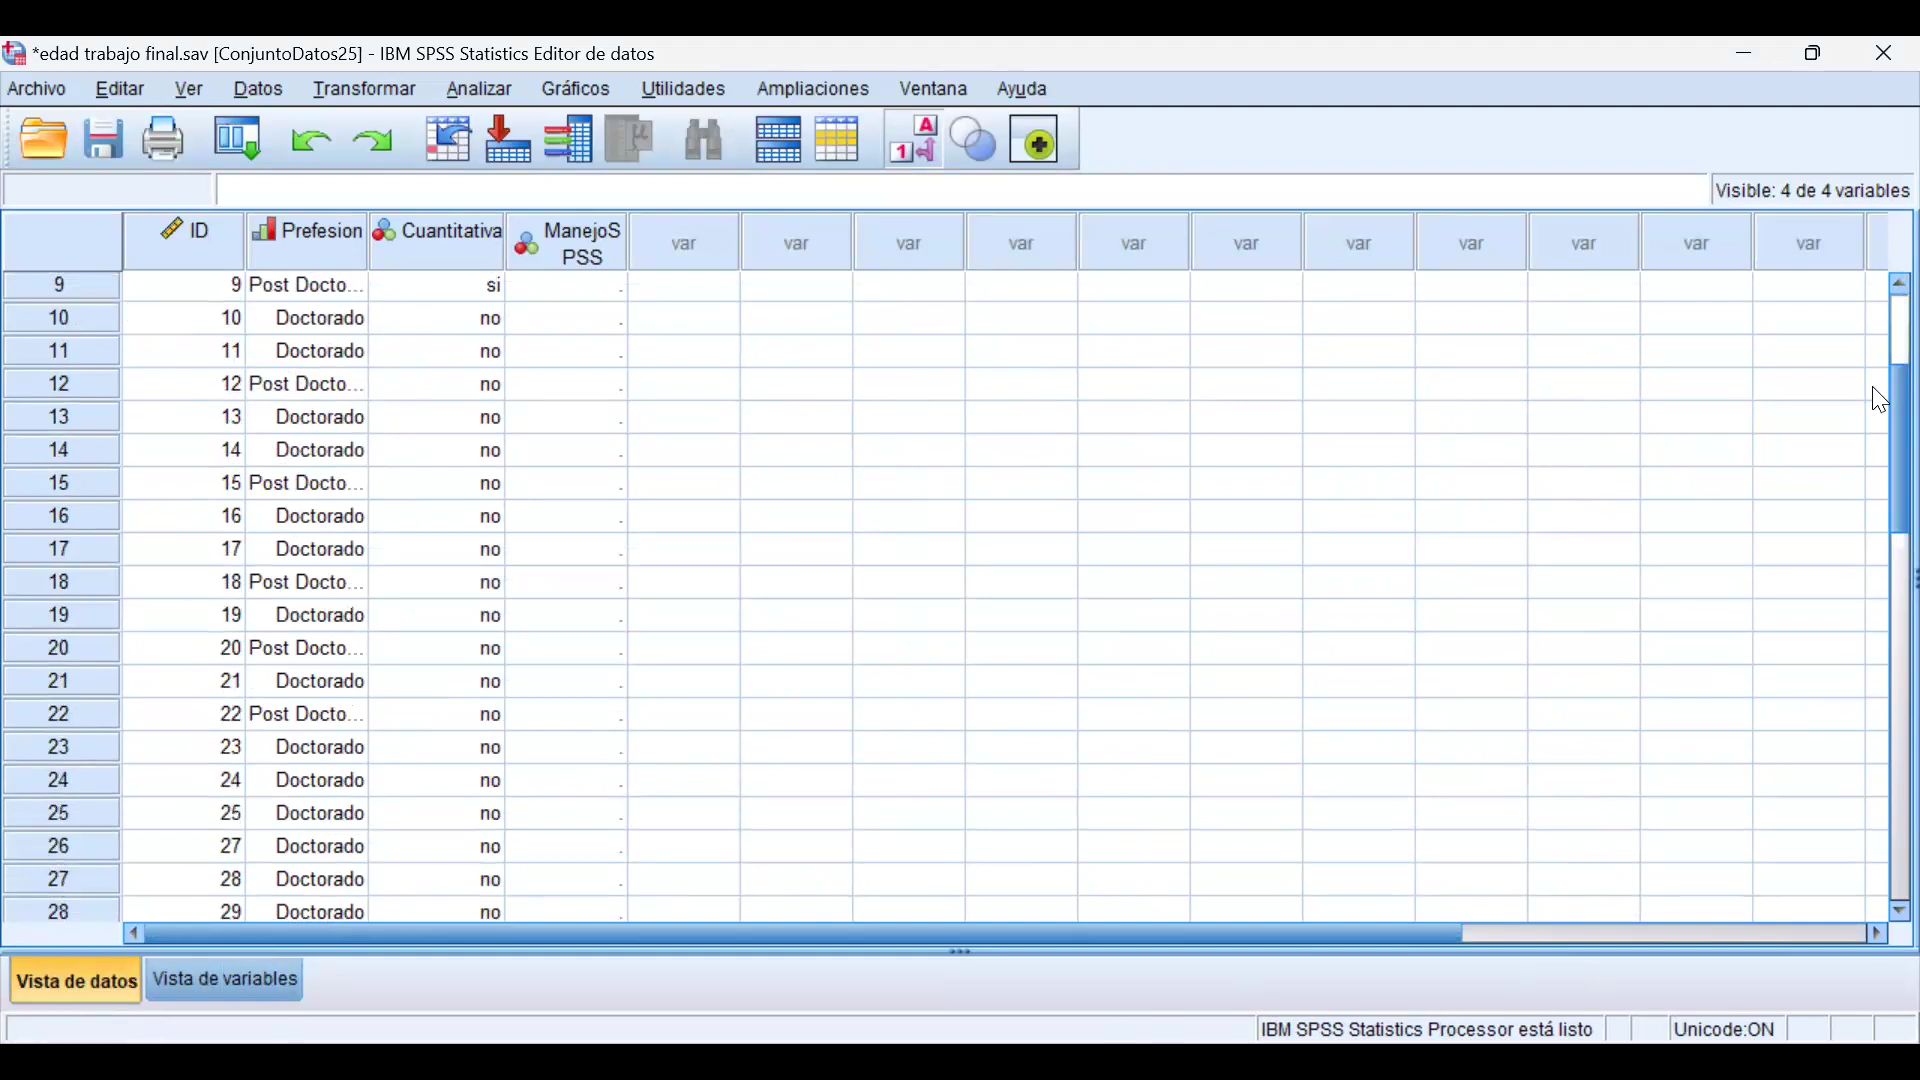 *edad trabajo final.sav [ConjuntoDatos25] - IBM SPSS Statistics Editor de datos
Archivo Editar Ver Datos Transformar Analizar Gráficos Utilidades Ampliaciones Ventana Ayuda
Visible: 4 de 4 variables
ID Prefesion Cuantitativa ManejoS PSS var var var var var var var var var var var
9 9 Post Docto... si .
10 10 Doctorado no .
11 11 Doctorado no .
12 12 Post Docto... no .
13 13 Doctorado no .
14 14 Doctorado no .
15 15 Post Docto... no .
16 16 Doctorado no .
17 17 Doctorado no .
18 18 Post Docto... no .
19 19 Doctorado no .
20 20 Post Docto... no .
21 21 Doctorado no .
22 22 Post Docto... no .
23 23 Doctorado no .
24 24 Doctorado no .
25 25 Doctorado no .
26 27 Doctorado no .
27 28 Doctorado no .
28 29 Doctorado no .
Vista de datos Vista de variables
IBM SPSS Statistics Processor está listo Unicode:ON